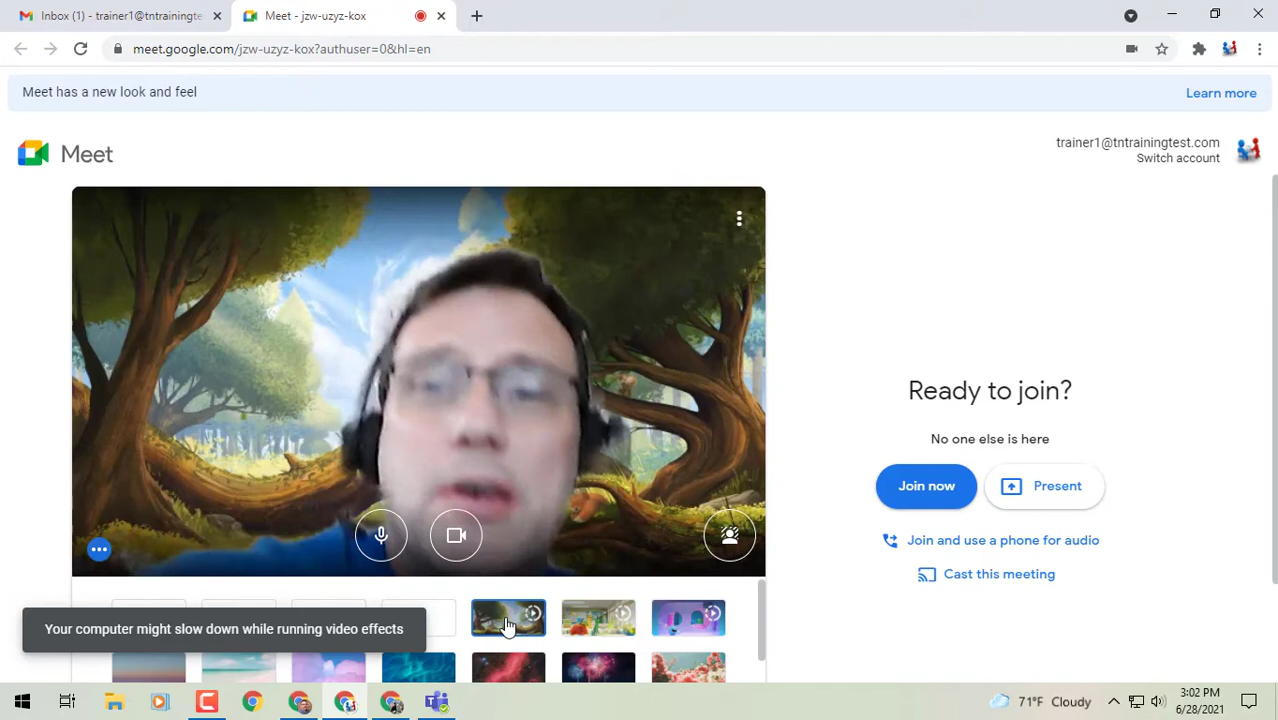 Inbox (1) - trainer1@tntrainingte
Meet - jzw-uzyz-kox
meet.google.com/jzw-uzyz-kox?authuser=0&hl=en
Meet has a new look and feel
Learn more
Meet
trainer1@tntrainingtest.com
Switch account
Ready to join?
No one else is here
Join now
Present
Join and use a phone for audio
Cast this meeting
Your computer might slow down while running video effects
71°F Cloudy
3:02 PM
6/28/2021